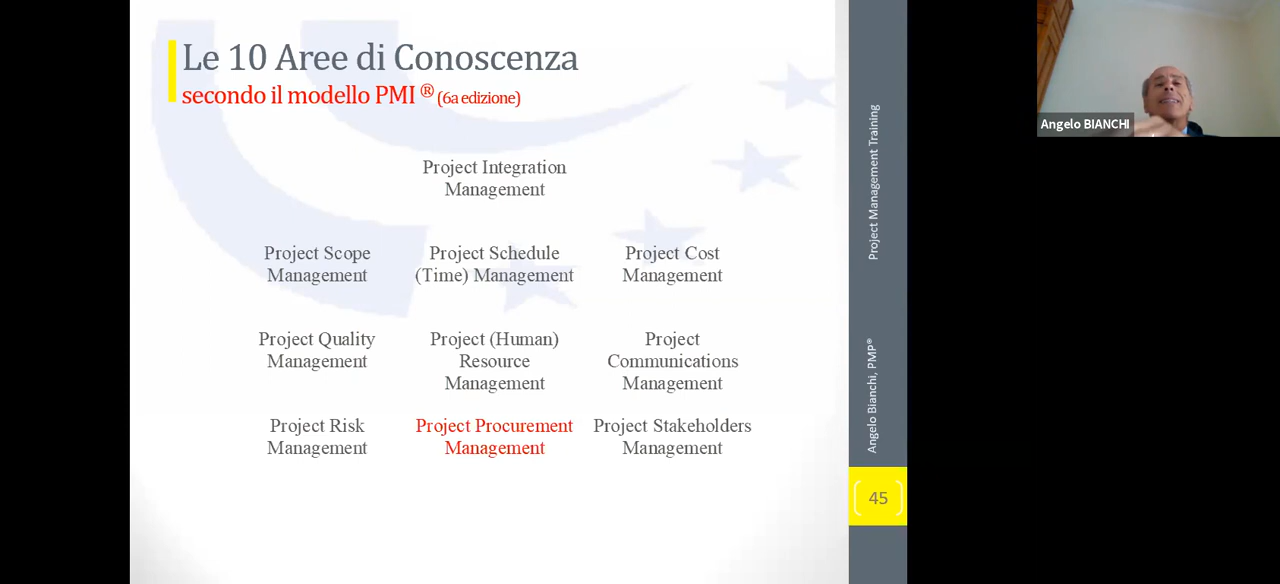 Le 10 Aree di Conoscenza
secondo il modello PMI ® (6a edizione)
Project Integration
Management
Project Scope
Management
Project Schedule
(Time) Management
Project Cost
Management
Project Quality
Management
Project (Human)
Resource
Management
Project
Communications
Management
Project Risk
Management
Project Procurement
Management
Project Stakeholders
Management
Project Management Training
Angelo Bianchi, PMP®
45
Angelo BIANCHI